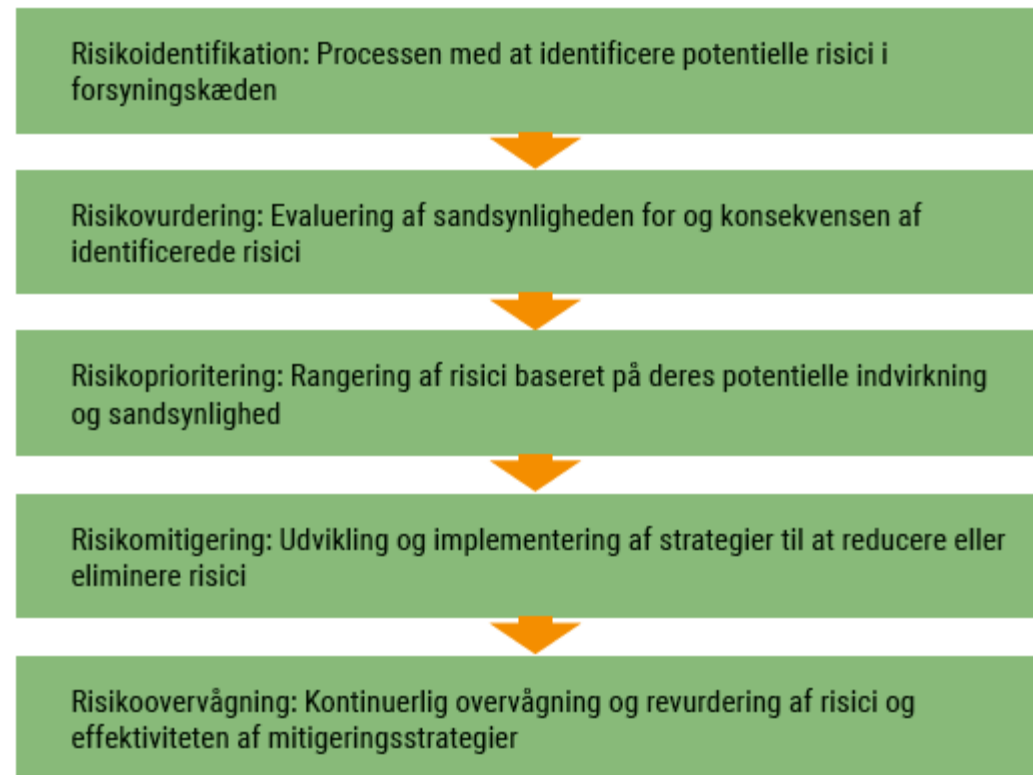 Risikoidentifikation: Processen med at identificere potentielle risici i
forsyningskæden
Risikovurdering: Evaluering af sandsynligheden for og konsekvensen af
identificerede risici
Risikoprioritering: Rangering af risici baseret på deres potentielle indvirkning
og sandsynlighed
Risikomitigering: Udvikling og implementering af strategier til at reducere eller
eliminere risici
Risikoovervågning: Kontinuerlig overvågning og revurdering af risici og
effektiviteten af mitigeringsstrategier